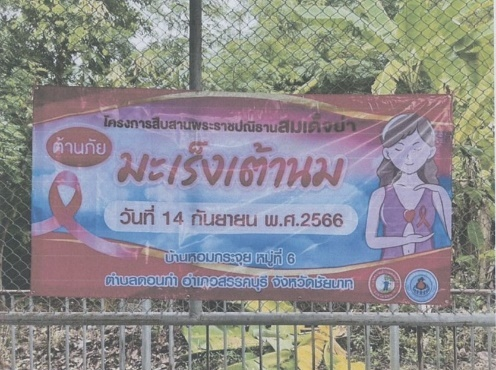 โครงการสืบสานพระราชปณิธานสมเด็จย่า
ต้านภัย
มะเร็งเต้านม
วันที่ 14 กันยายน พ.ศ.2566
บ้านหอมกระจุย หมู่ที่ 6
ตำบลดอนกำ อำเภอสรรคบุรี จังหวัดชัยนาท